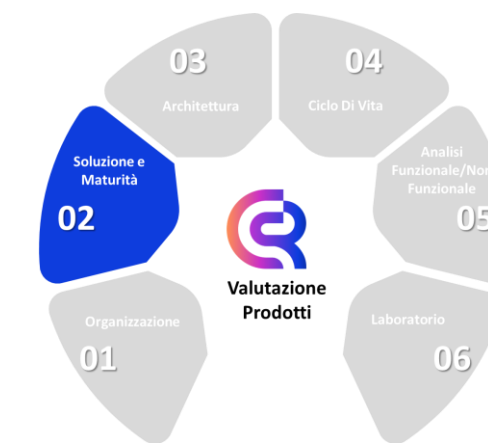 03
Architettura
04
Ciclo Di Vita
Soluzione e
Maturità
02
Analisi
Funzionale/Non
Funzionale
05
Valutazione
Prodotti
Organizzazione
01
Laboratorio
06